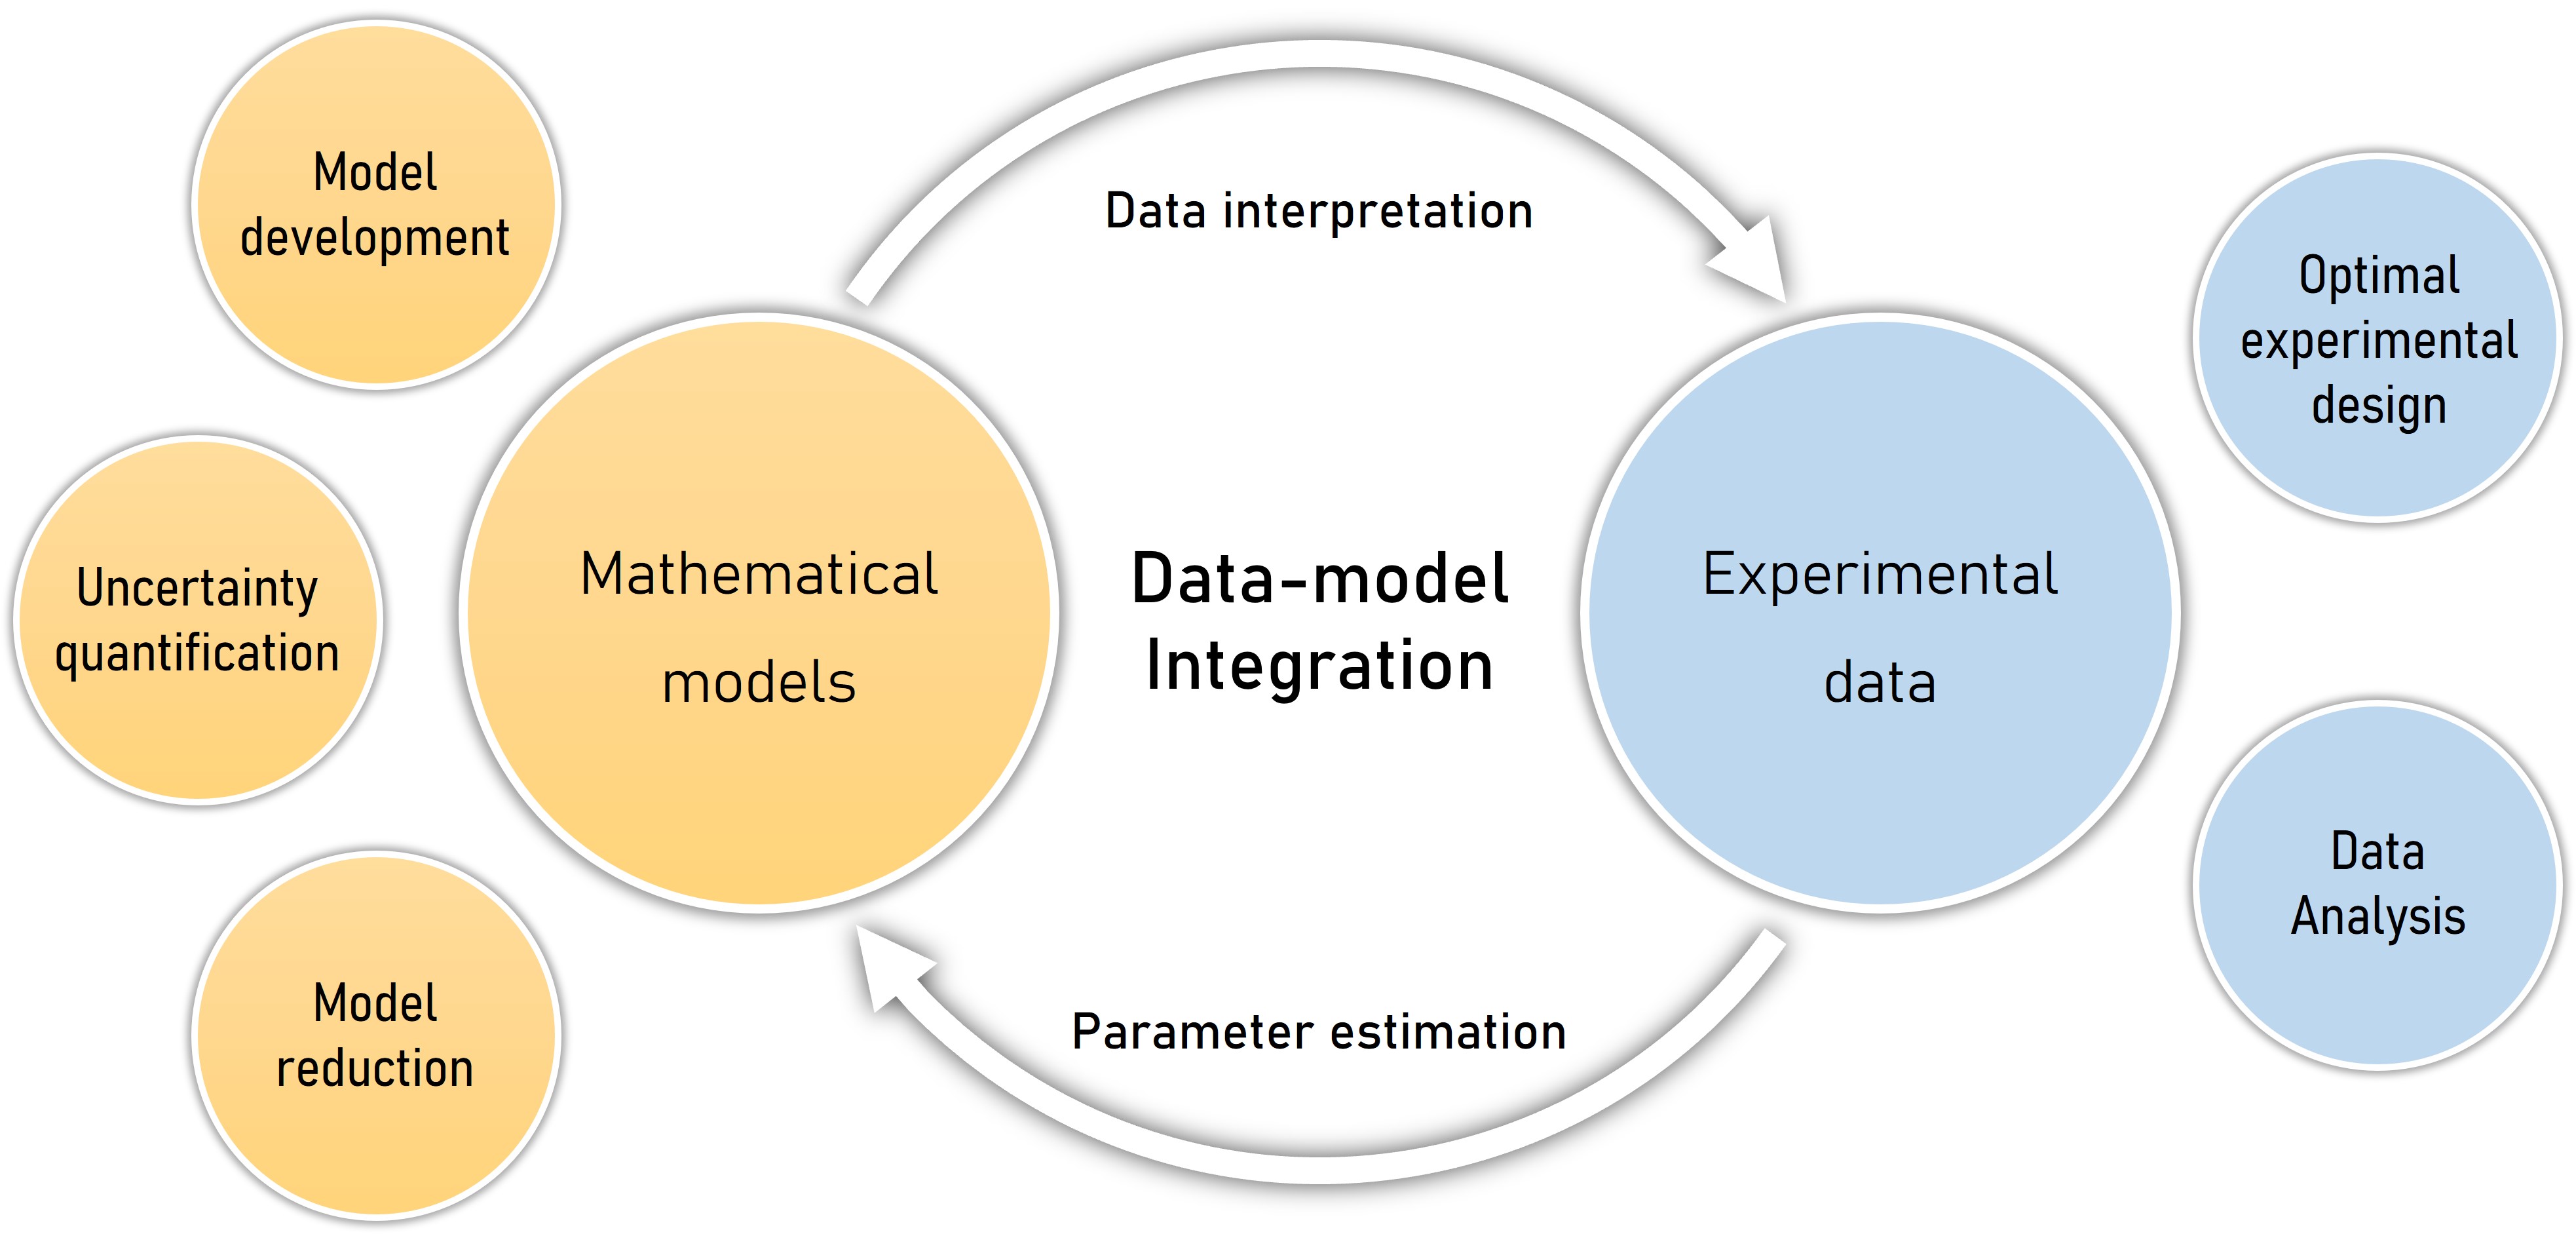 Model
development
Uncertainty
quantification
Model
reduction
Mathematical
models
Data interpretation
Data-model
Integration
Parameter estimation
Experimental
data
Optimal
experimental
design
Data
Analysis